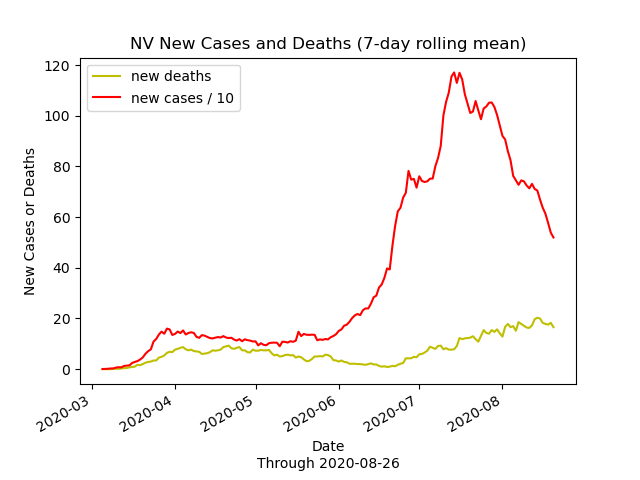 NV New Cases and Deaths (7-day rolling mean)
new deaths
new cases / 10
New Cases or Deaths
120
100
80
60
40
20
0
2020-03
2020-04
2020-05
2020-06
2020-07
2020-08
Date
Through 2020-08-26